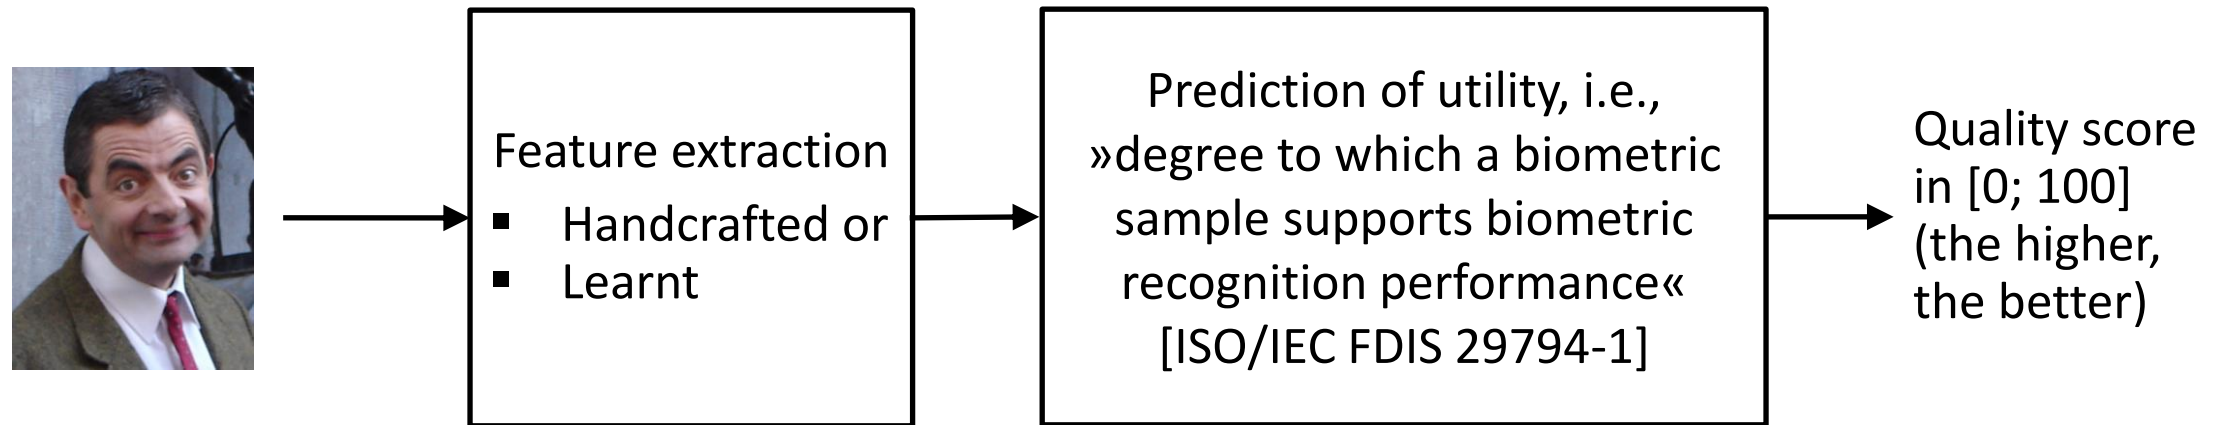 Feature extraction
▪ Handcrafted or
▪ Learnt
Prediction of utility, i.e.,
»degree to which a biometric
sample supports biometric
recognition performance«
[ISO/IEC FDIS 29794-1]
Quality score
in [0; 100]
(the higher,
the better)